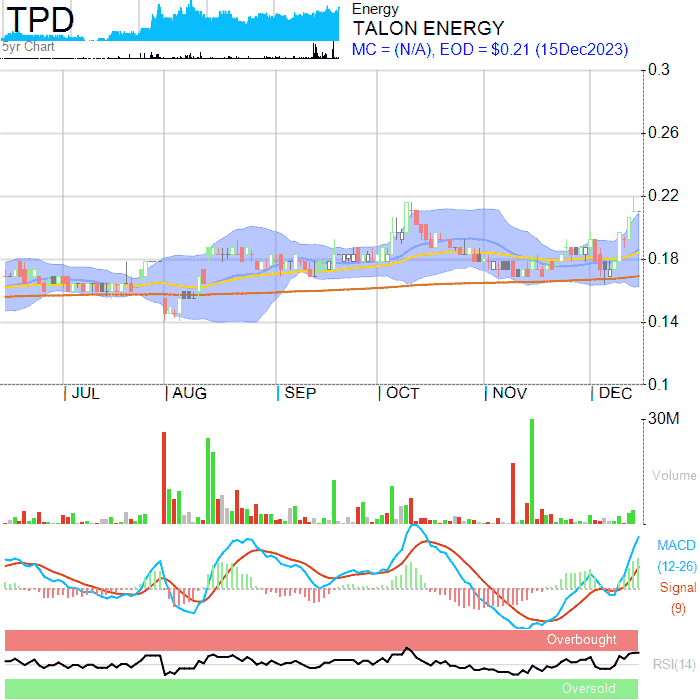 TPD
5yr Chart
Energy
TALON ENERGY
MC = (N/A), EOD = $0.21 (15Dec2023)
0.3
0.26
0.22
0.18
0.14
0.1
JUL
AUG
SEP
OCT
NOV
DEC
30M
Volume
MACD
(12-26)
Signal
(9)
Overbought
RSI(14)
Oversold